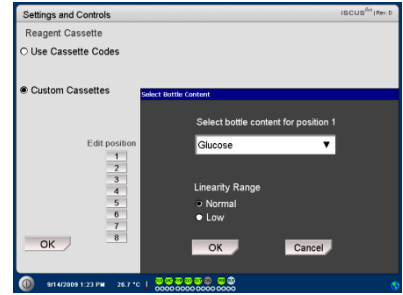 Settings and Controls
ISCUS flex | Rev. D
Reagent Cassette
Use Cassette Codes
Custom Cassettes
Select Bottle Content
Select bottle content for position 1
Glucose
Edit position
1
2
3
4
5
6
7
8
Linearity Range
Normal
Low
OK
OK
Cancel
9/14/2009 1:23 PM 26.7 °C